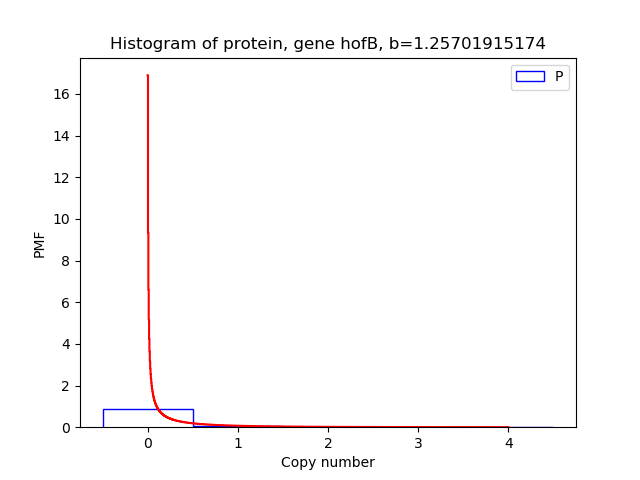 Histogram of protein, gene hofB, b=1.25701915174
P
16
14
12
10
8
6
4
2
0
PMF
0 1 2 3 4
Copy number